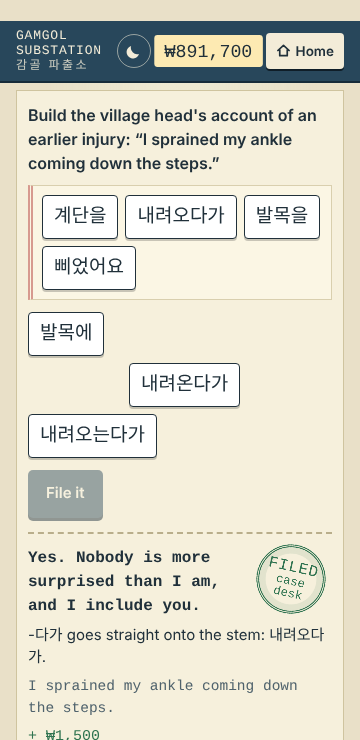 GAMGOL
SUBSTATION
감골 파출소
₩891,700
Home
Build the village head's account of an
earlier injury: “I sprained my ankle
coming down the steps.”
계단을 내려오다가 발목을
삐었어요
발목에
내려온다가
내려오는다가
File it
Yes. Nobody is more
surprised than I am,
and I include you.
FILED
case
desk
-다가 goes straight onto the stem: 내려오다
가.
I sprained my ankle coming down
the steps.
+ ₩1,500